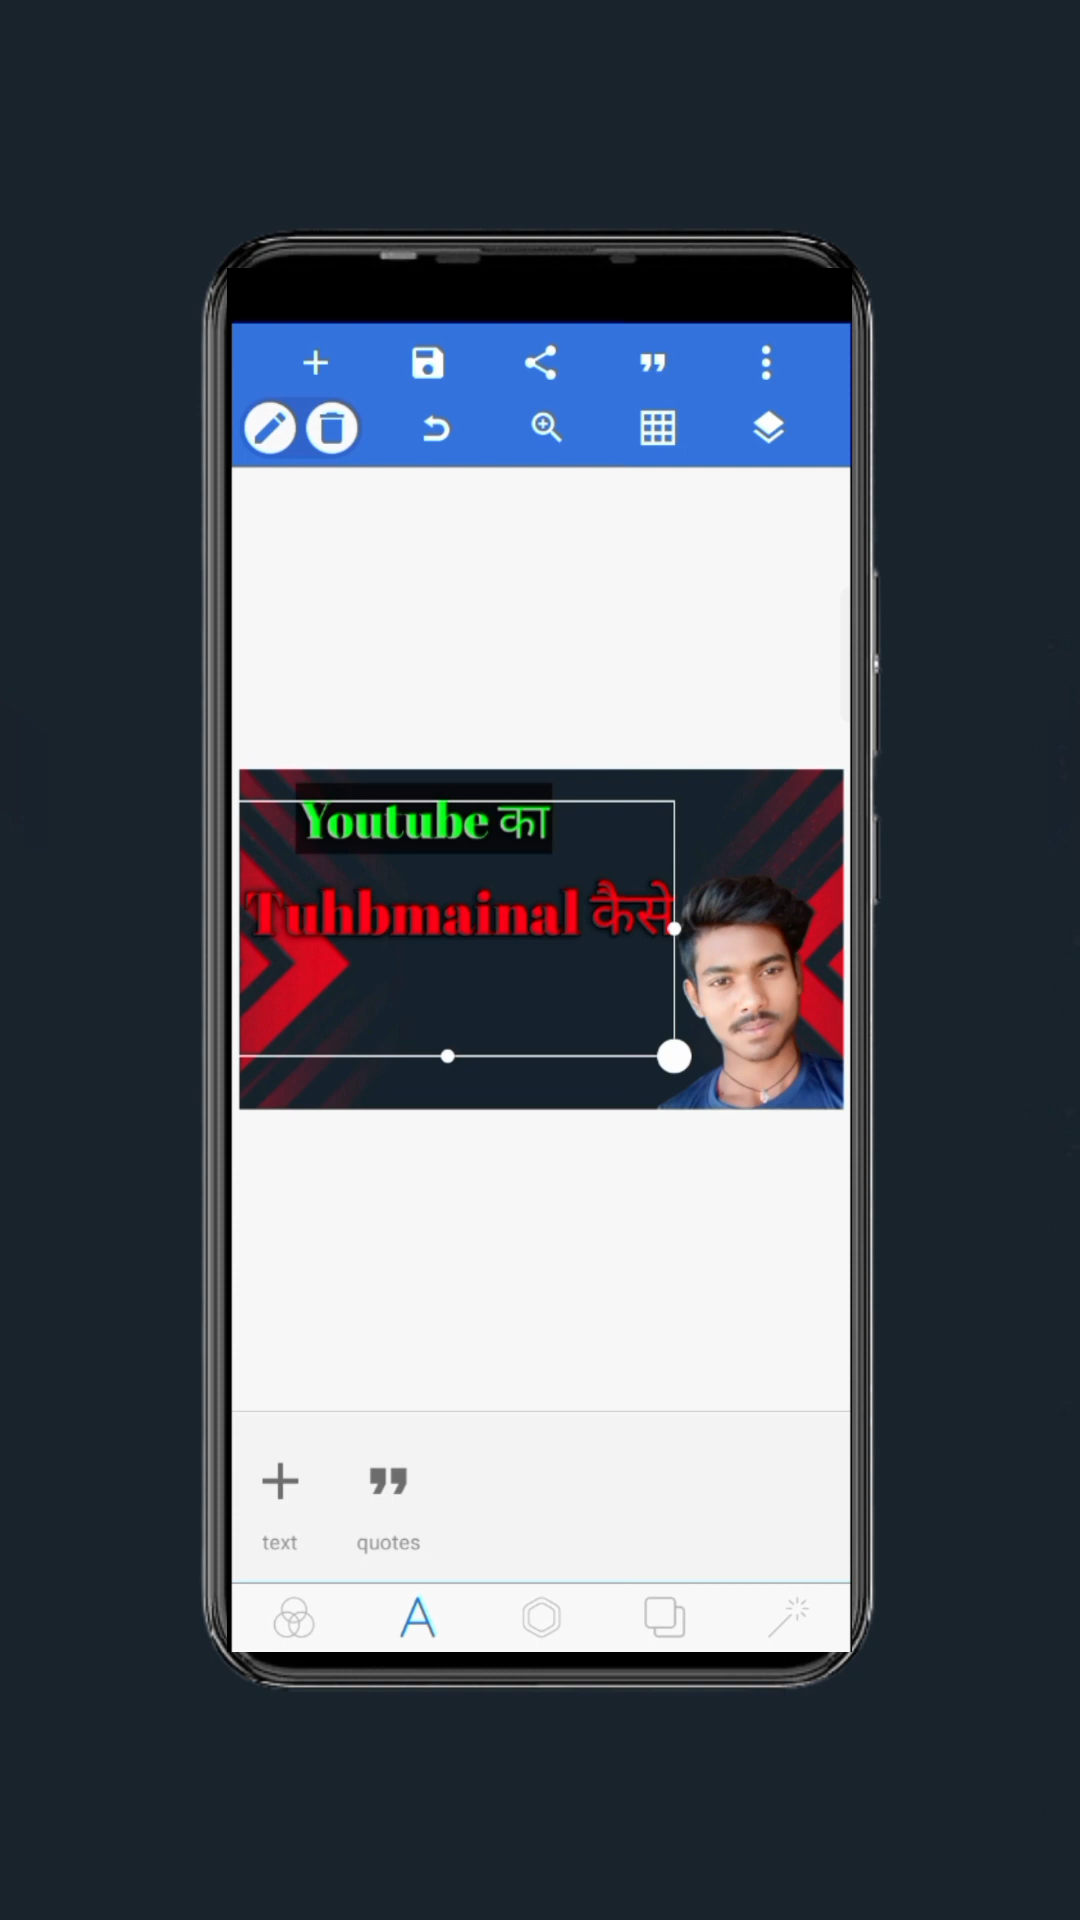 Youtube का
Tuhbmainal कैसे
text
quotes